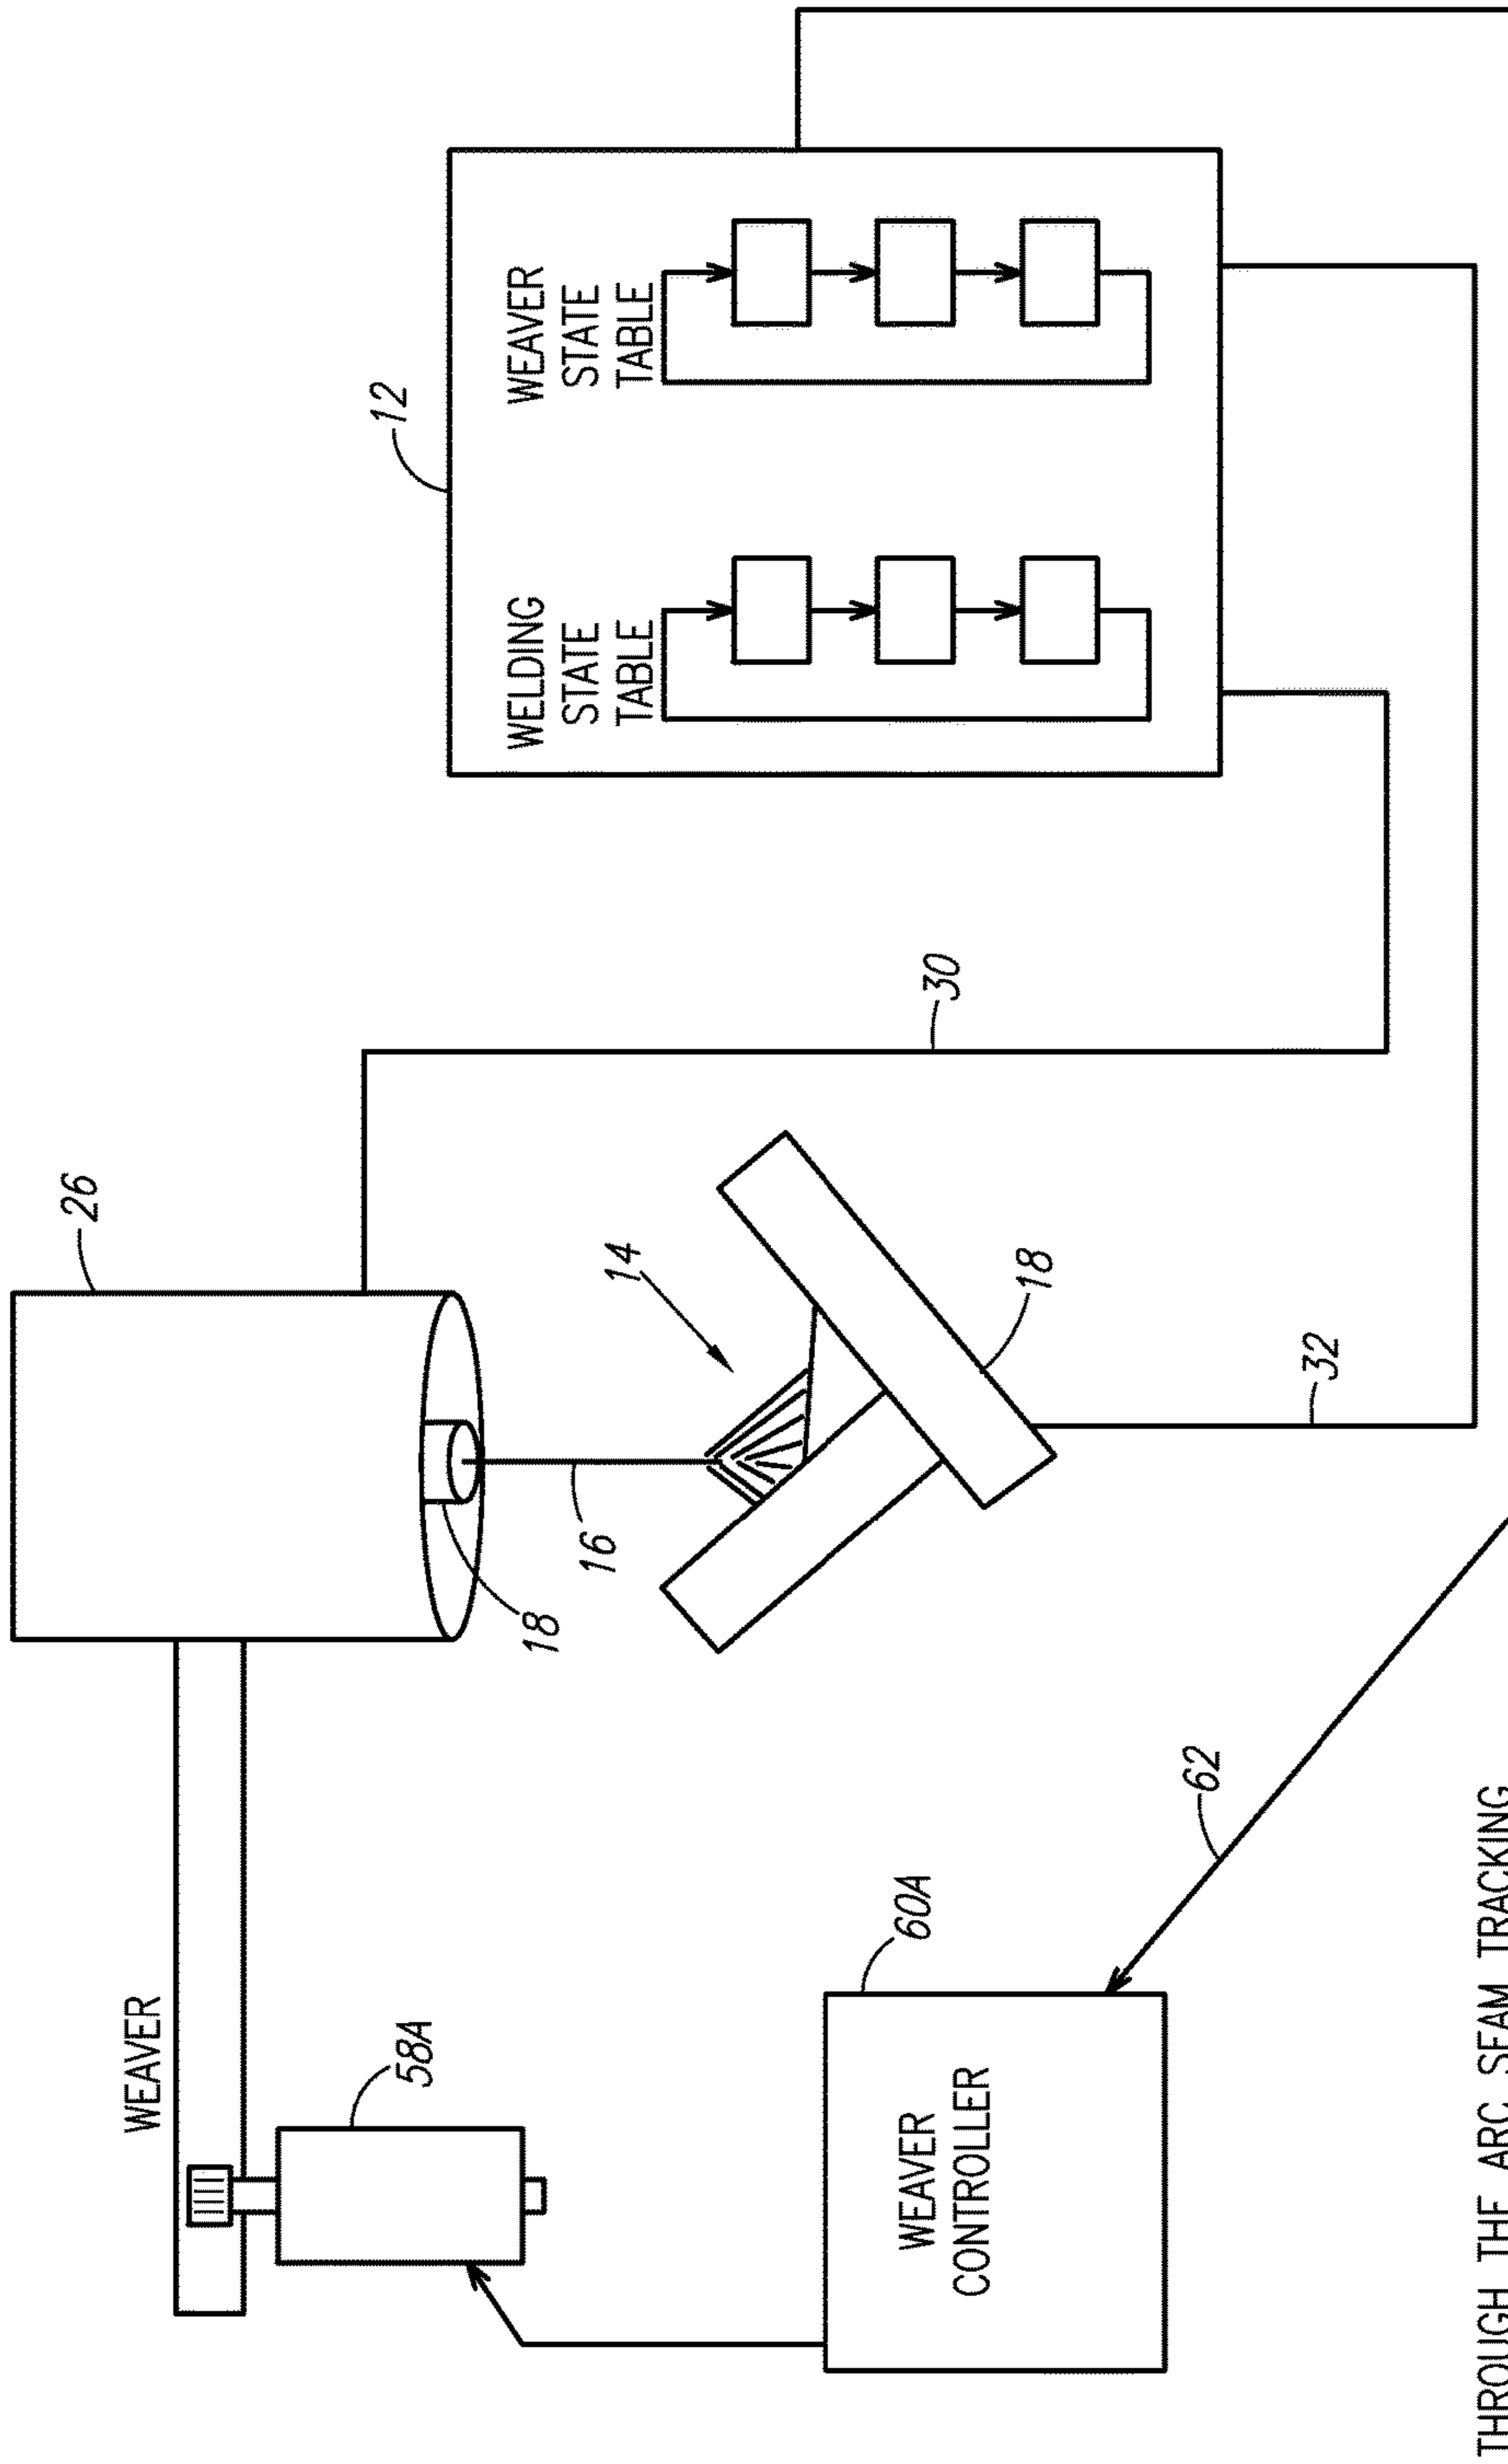 26
WEAVER
12
58A
18
WELDING
STATE
TABLE
WEAVER
STATE
TABLE
16
14
60A
WEAVER
CONTROLLER
30
18
62
32
THROUGH THE ARC SEAM TRACKING